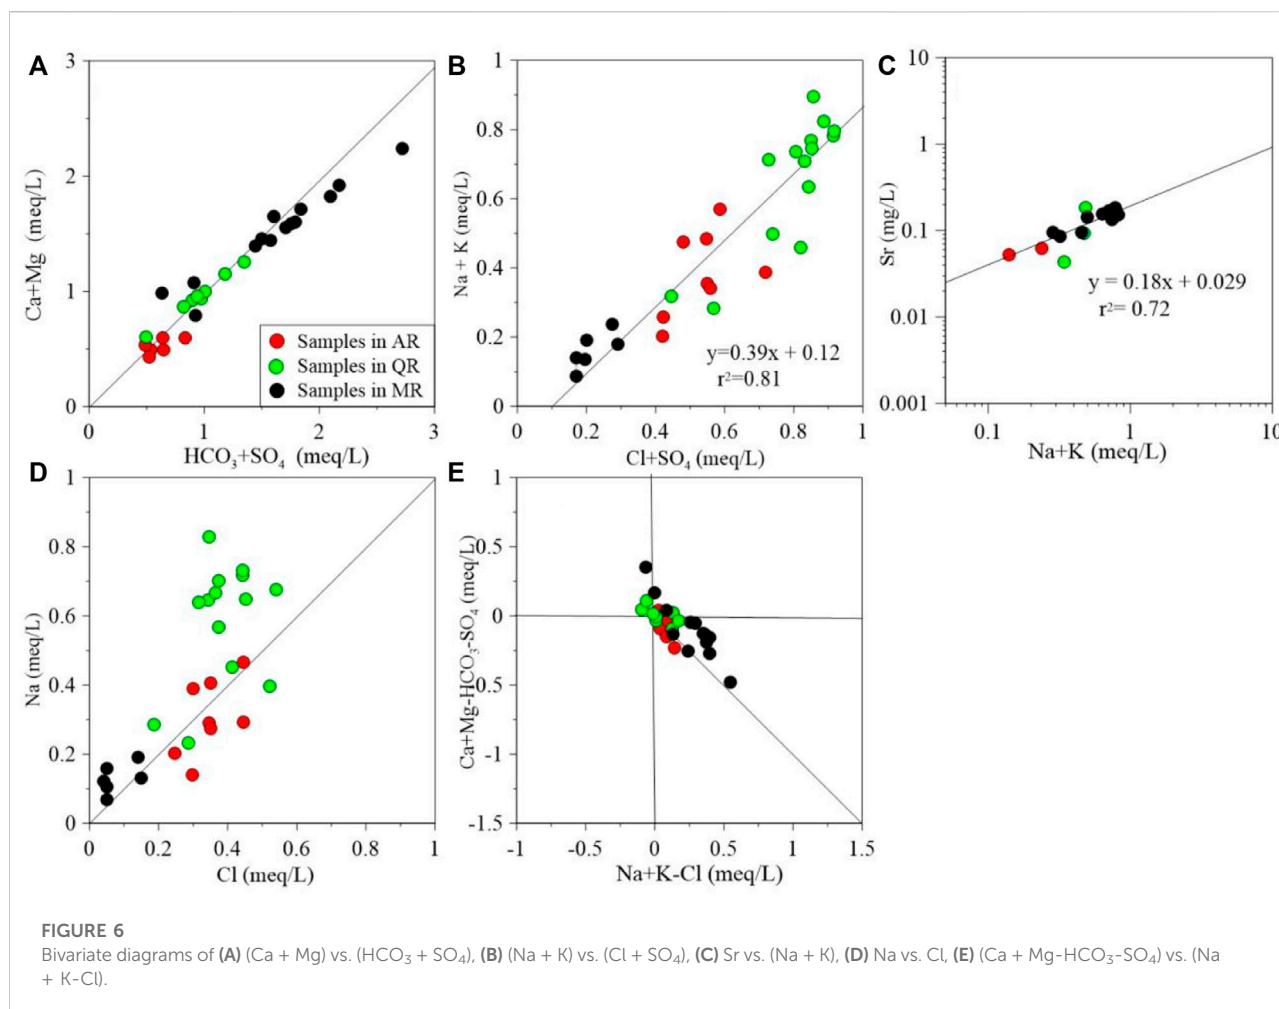 A
3
2
1
0
Ca+Mg (meq/L)
Samples in AR
Samples in QR
Samples in MR
0 1 2 3
HCO₃+SO₄ (meq/L)
B
1
0.8
0.6
0.4
0.2
0
Na + K (meq/L)
y=0.39x + 0.12
r²=0.81
0 0.2 0.4 0.6 0.8 1
Cl+SO₄ (meq/L)
C
10
1
0.1
0.01
0.001
Sr (mg/L)
y = 0.18x + 0.029
r²= 0.72
0.1 1 10
Na+K (meq/L)
D
1
0.8
0.6
0.4
0.2
0
Na (meq/L)
0 0.2 0.4 0.6 0.8 1
Cl (meq/L)
E
1
0.5
0
-0.5
-1
-1.5
Ca+Mg-HCO₃-SO₄ (meq/L)
-1 -0.5 0 0.5 1 1.5
Na+K-Cl (meq/L)
FIGURE 6
Bivariate diagrams of (A) (Ca + Mg) vs. (HCO₃ + SO₄), (B) (Na + K) vs. (Cl + SO₄), (C) Sr vs. (Na + K), (D) Na vs. Cl, (E) (Ca + Mg-HCO₃-SO₄) vs. (Na
+ K-Cl).